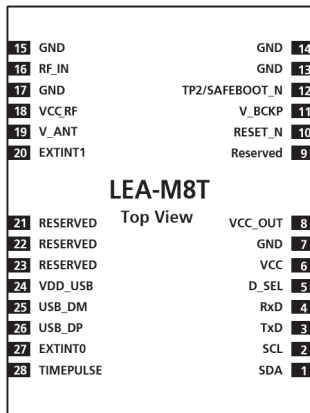 15 GND GND 14
16 RF_IN GND 13
17 GND TP2/SAFEBOOT_N 12
18 VCC_RF V_BCKP 11
19 V_ANT RESET_N 10
20 EXTINT1 Reserved 9
LEA-M8T
Top View
21 RESERVED VCC_OUT 8
22 RESERVED GND 7
23 RESERVED VCC 6
24 VDD_USB D_SEL 5
25 USB_DM RxD 4
26 USB_DP TxD 3
27 EXTINT0 SCL 2
28 TIMEPULSE SDA 1